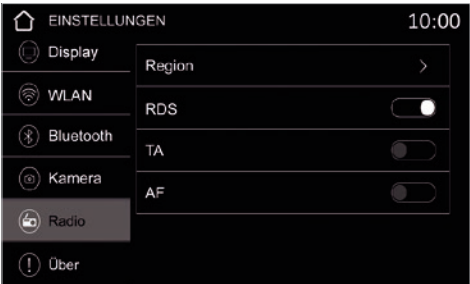 EINSTELLUNGEN 10:00
Display
WLAN
Bluetooth
Kamera
Radio
Über
Region
RDS
TA
AF